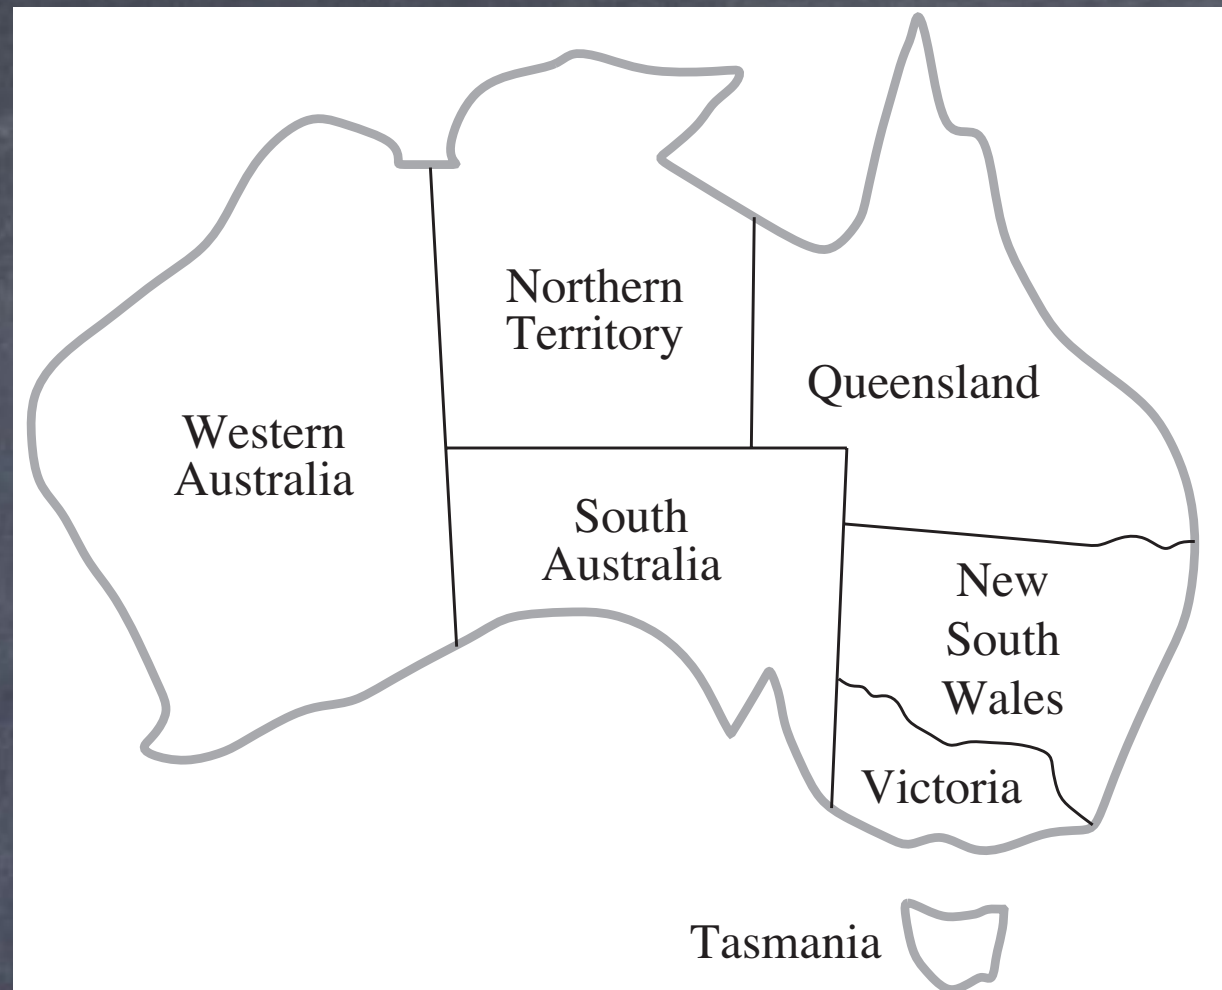 Northern
Territory
Queensland
Western
Australia
South
Australia
New
South
Wales
Victoria
Tasmania